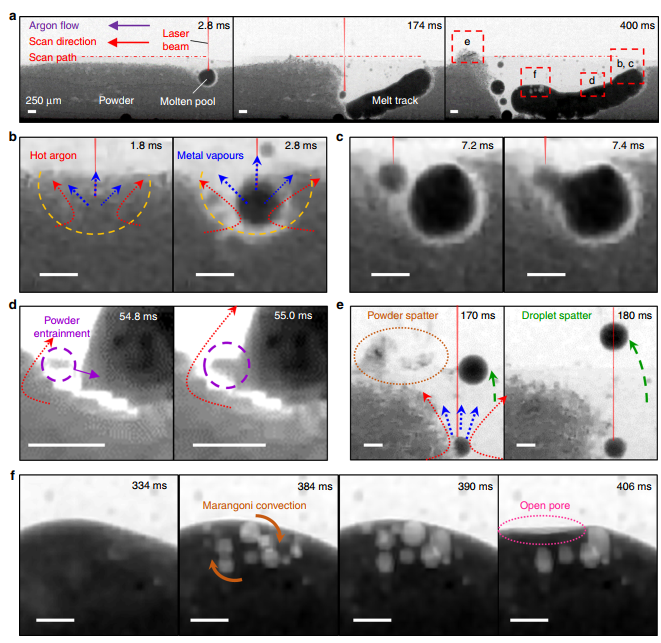 a
Argon flow
Scan direction
Scan path
Laser
beam
2.8 ms
250 µm
Powder
Molten pool
174 ms
Melt track
400 ms
e
f
d
b, c
b
Hot argon
1.8 ms
Metal vapours
2.8 ms
c
7.2 ms
7.4 ms
d
Powder
entrainment
54.8 ms
55.0 ms
e
Powder spatter
170 ms
Droplet spatter
180 ms
f
334 ms
384 ms
Marangoni convection
390 ms
406 ms
Open pore